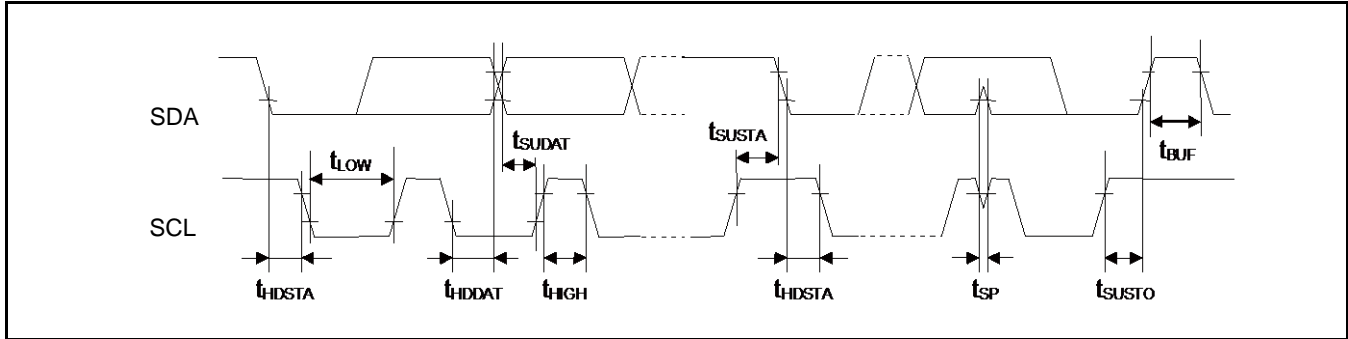 SDA
tSUDAT
tSUSTA
tLOW
tBUF
SCL
tHDSTA
tHDDAT
tHIGH
tHDSTA
tSP
tSUSTO